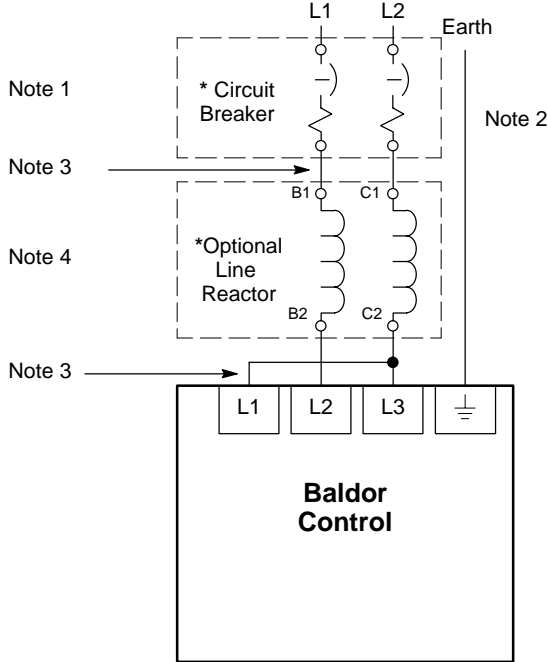 L1 L2
Earth
Note 1
* Circuit
Breaker
Note 2
Note 3
B1 C1
Note 4
*Optional
Line
Reactor
B2 C2
Note 3
L1 L2 L3
Baldor
Control